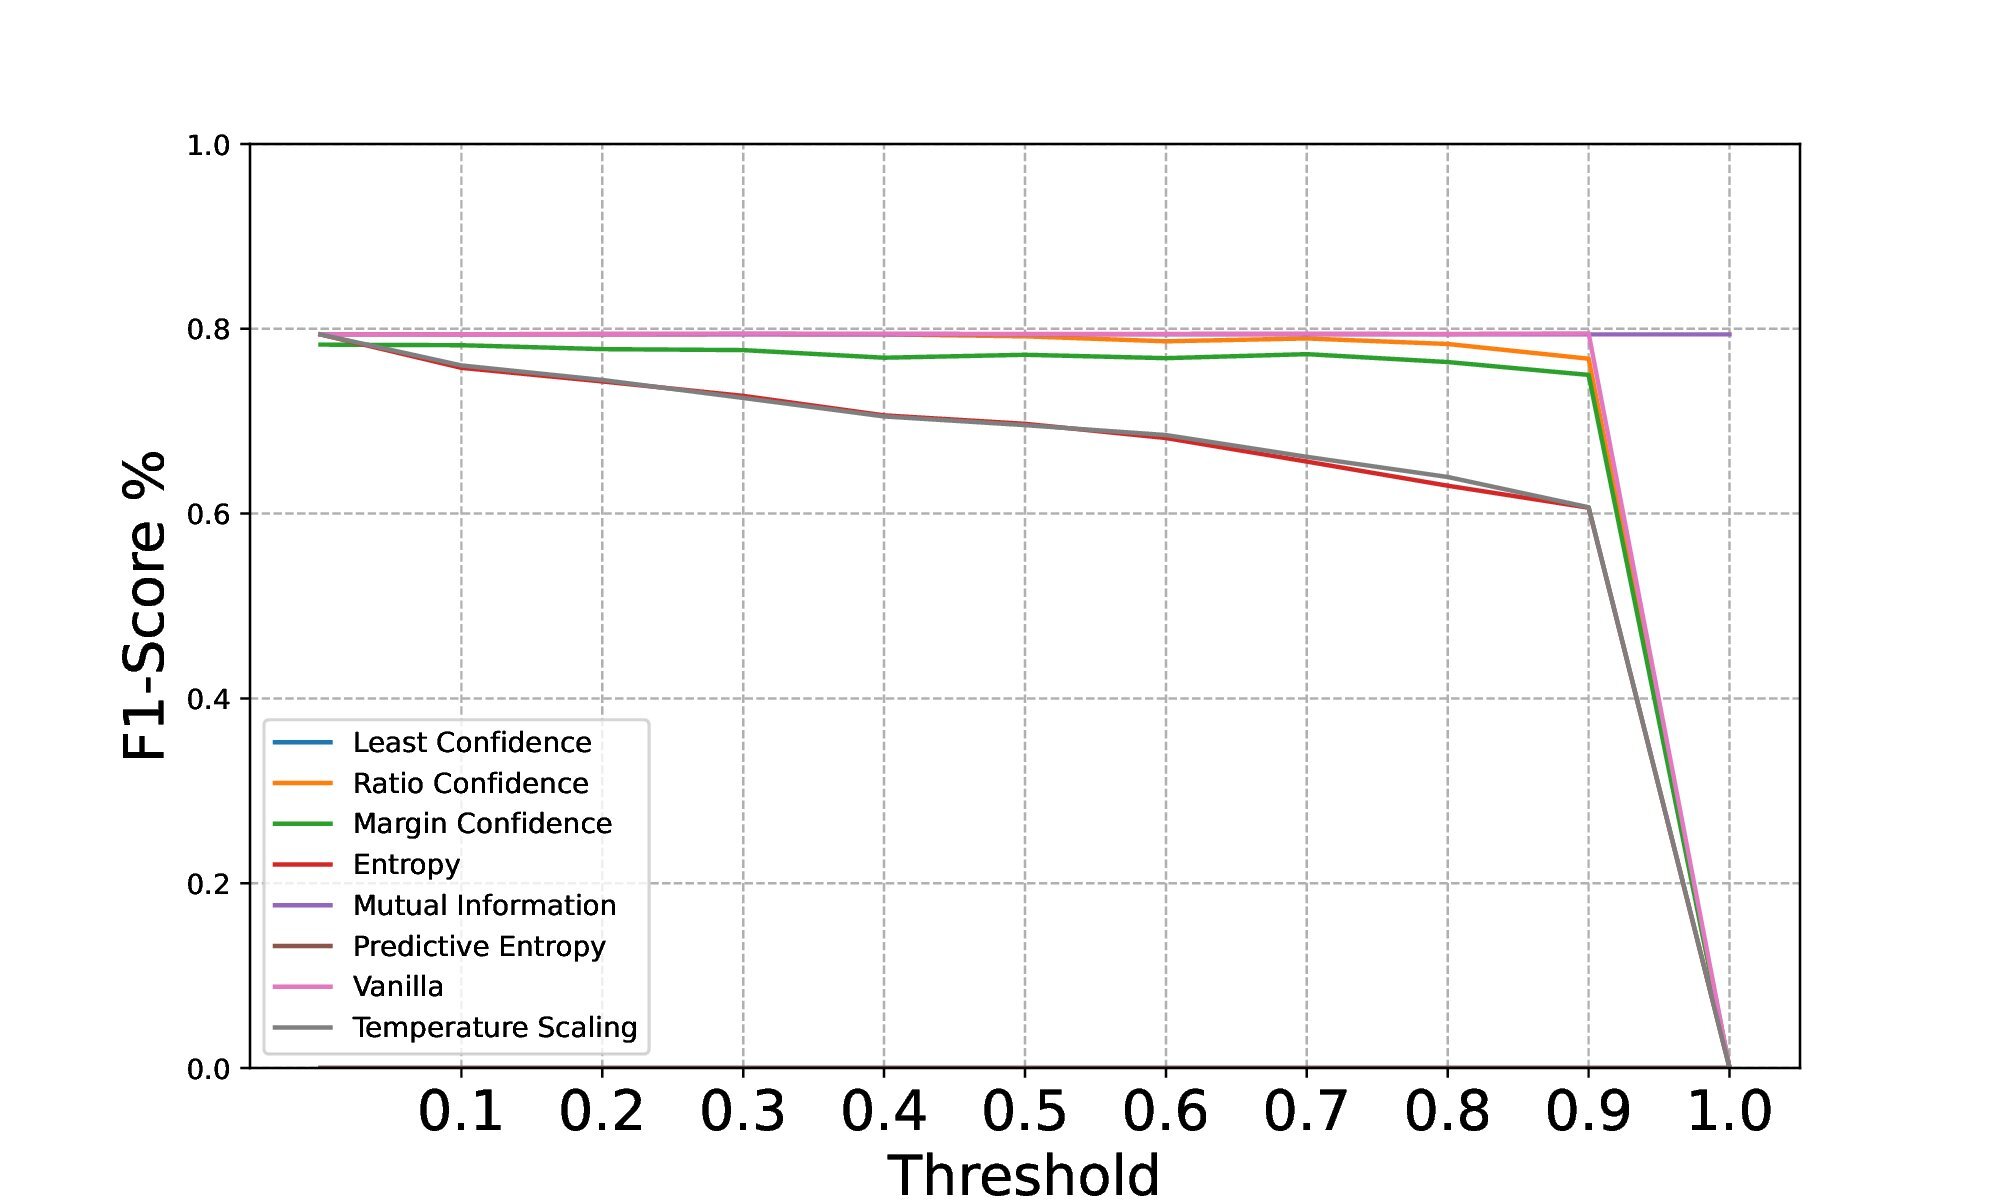 1.0
0.8
0.6
0.4
0.2
0.0
F1-Score %
Least Confidence
Ratio Confidence
Margin Confidence
Entropy
Mutual Information
Predictive Entropy
Vanilla
Temperature Scaling
0.1 0.2 0.3 0.4 0.5 0.6 0.7 0.8 0.9 1.0
Threshold